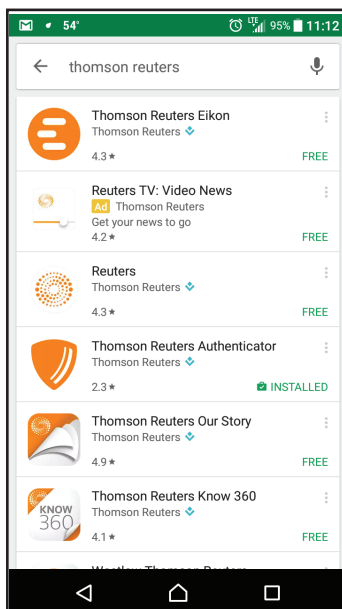 54° LTE 95% 11:12
thomson reuters
Thomson Reuters Eikon
Thomson Reuters
4.3★ FREE
Reuters TV: Video News
Ad Thomson Reuters
Get your news to go
4.2★ FREE
Reuters
Thomson Reuters
4.3★ FREE
Thomson Reuters Authenticator
Thomson Reuters
2.3★ INSTALLED
Thomson Reuters Our Story
Thomson Reuters
4.9★ FREE
KNOW
360
Thomson Reuters Know 360
Thomson Reuters
4.1★ FREE
Thomson Reuters